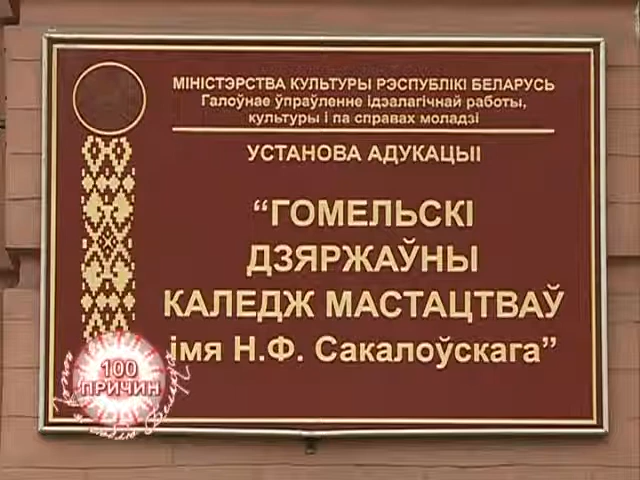 МІНІСТЭРСТВА КУЛЬТУРЫ РЭСПУБЛІКІ БЕЛАРУСЬ
Галоўнае ўпраўленне ідэалагічнай работы,
культуры і па справах моладзі
УСТАНОВА АДУКАЦЫІ
“ГОМЕЛЬСКІ
ДЗЯРЖАЎНЫ
КАЛЕДЖ МАСТАЦТВАЎ
імя Н.Ф. Сакалоўскага”
100
ПРИЧИН